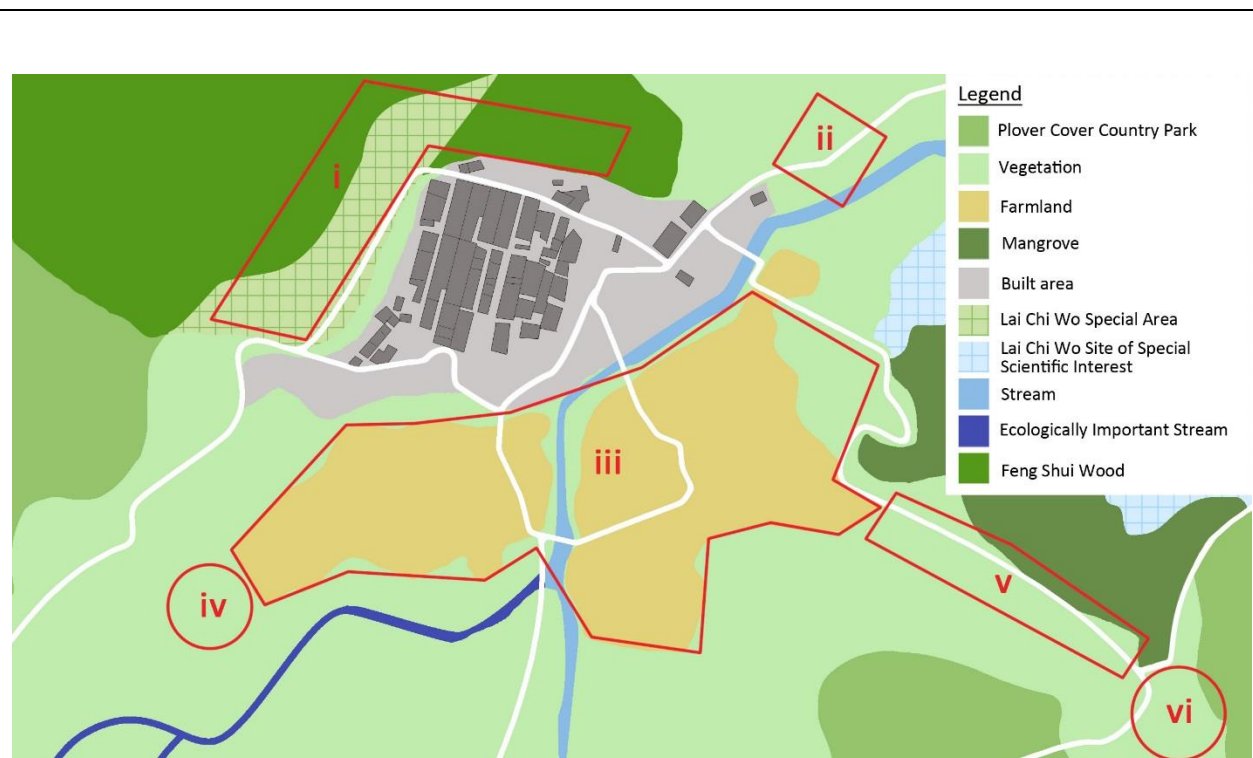 Legend
Plover Cover Country Park
Vegetation
Farmland
Mangrove
Built area
Lai Chi Wo Special Area
Lai Chi Wo Site of Special
Scientific Interest
Stream
Ecologically Important Stream
Feng Shui Wood
i
ii
iii
iv
v
vi